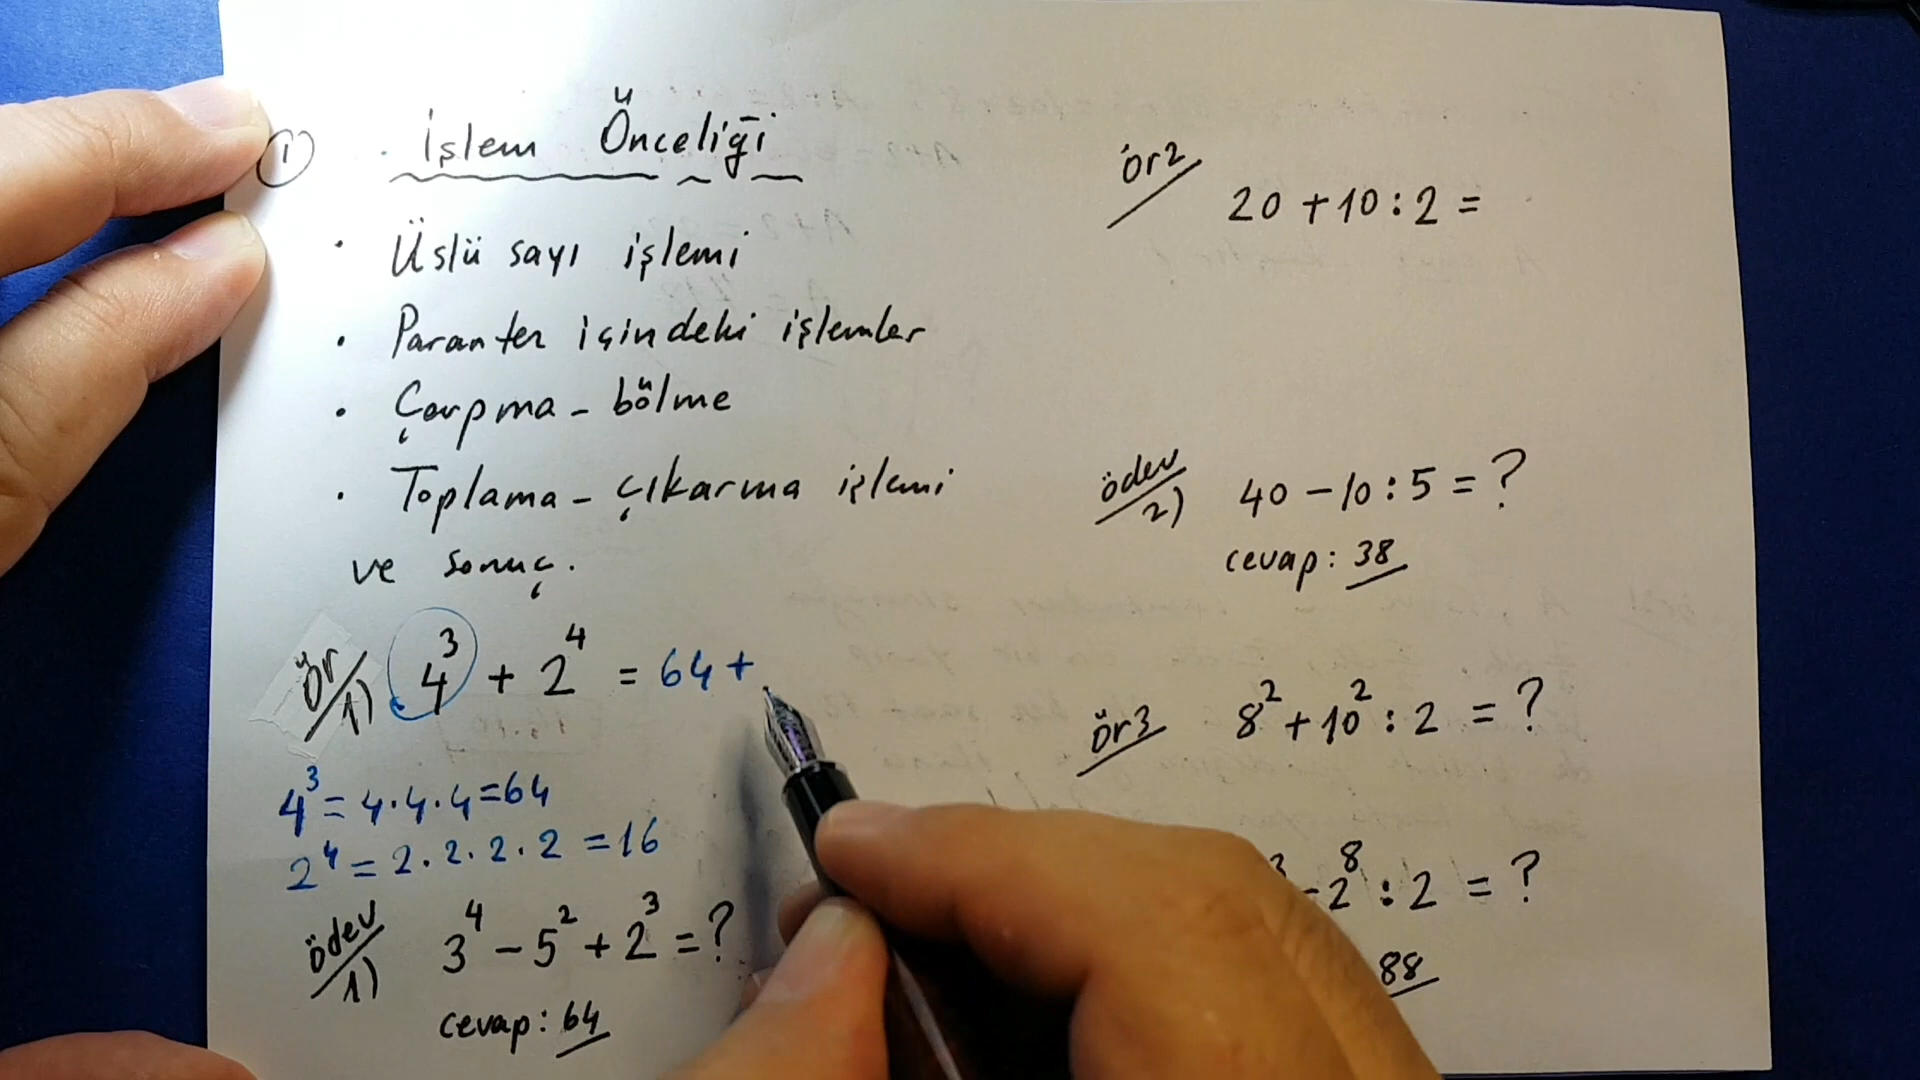 1
İşlem Önceliği
· Üslü sayı işlemi
· Parantez içindeki işlemler
· Çarpma - bölme
· Toplama - çıkarma işlemi
ve sonuç.
ör/1) 4³ + 2⁴ = 64 +
4³ = 4.4.4 = 64
2⁴ = 2.2.2.2 = 16
ödev/1) 3⁴ - 5² + 2³ = ?
cevap: 64
ör2 20 + 10 : 2 =
ödev/2) 40 - 10 : 5 = ?
cevap: 38
ör3 8² + 10² : 2 = ?
- 2⁸ : 2 = ?
88